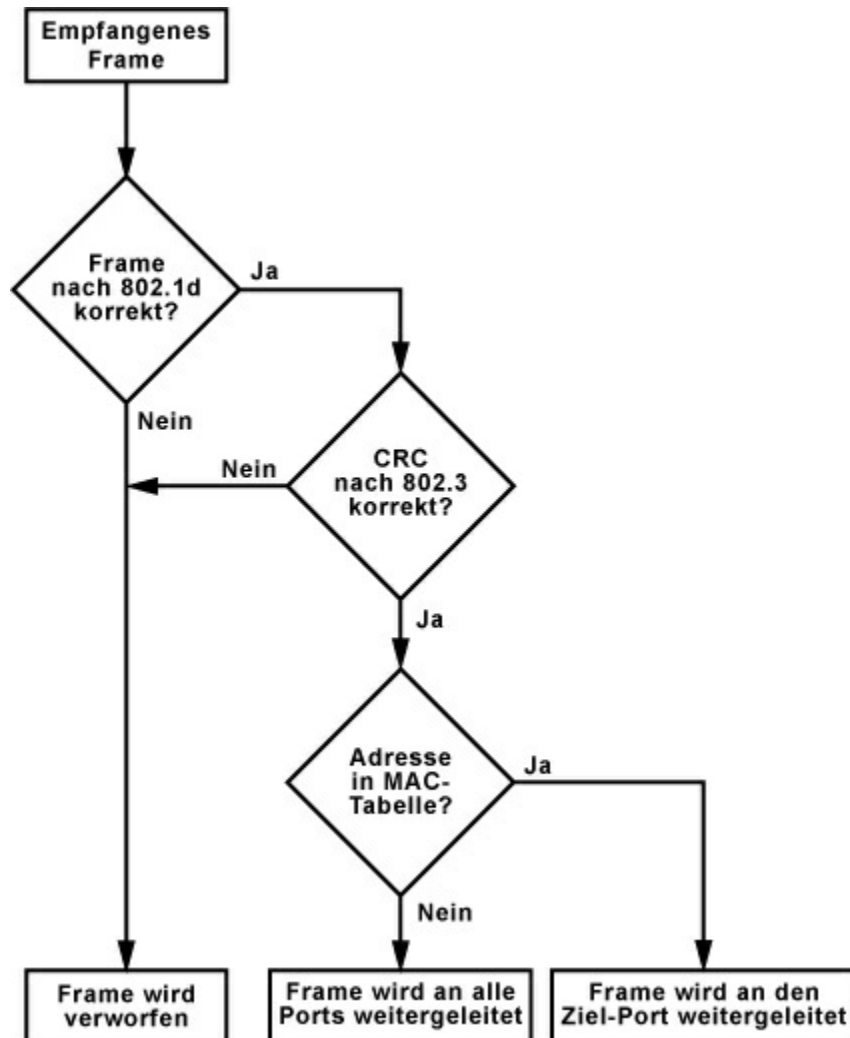 Empfangenes
Frame
Frame
nach 802.1d
korrekt?
Ja
Nein
CRC
nach 802.3
korrekt?
Nein
Ja
Adresse
in MAC-
Tabelle?
Ja
Nein
Frame wird
verworfen
Frame wird an alle
Ports weitergeleitet
Frame wird an den
Ziel-Port weitergeleitet